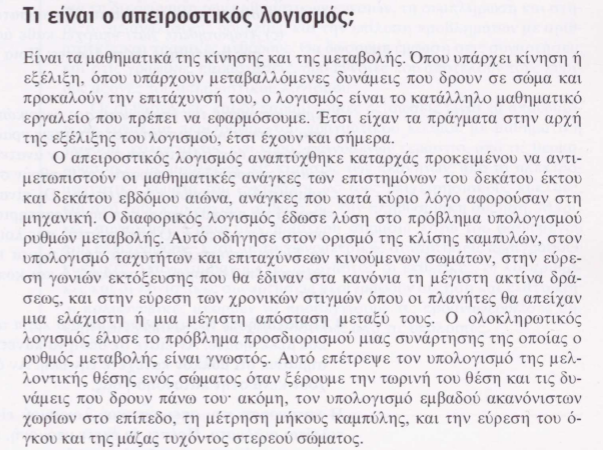 Τι είναι ο απειροστικός λογισμός;
Είναι τα μαθηματικά της κίνησης και της μεταβολής. Όπου υπάρχει κίνηση ή
εξέλιξη, όπου υπάρχουν μεταβαλλόμενες δυνάμεις που δρουν σε σώμα και
προκαλούν την επιτάχυνσή του, ο λογισμός είναι το κατάλληλο μαθηματικό
εργαλείο που πρέπει να εφαρμόσουμε. Έτσι είχαν τα πράγματα στην αρχή
της εξέλιξης του λογισμού, έτσι έχουν και σήμερα.
Ο απειροστικός λογισμός αναπτύχθηκε καταρχάς προκειμένου να αντι-
μετωπιστούν οι μαθηματικές ανάγκες των επιστημόνων του δεκάτου έκτου
και δεκάτου εβδόμου αιώνα, ανάγκες που κατά κύριο λόγο αφορούσαν στη
μηχανική. Ο διαφορικός λογισμός έδωσε λύση στο πρόβλημα υπολογισμού
ρυθμών μεταβολής. Αυτό οδήγησε στον ορισμό της κλίσης καμπυλών, στον
υπολογισμό ταχυτήτων και επιταχύνσεων κινούμενων σωμάτων, στην εύρε-
ση γωνιών εκτόξευσης που θα έδιναν στα κανόνια τη μέγιστη ακτίνα δρά-
σεως, και στην εύρεση των χρονικών στιγμών όπου οι πλανήτες θα απείχαν
μια ελάχιστη ή μια μέγιστη απόσταση μεταξύ τους. Ο ολοκληρωτικός
λογισμός έλυσε το πρόβλημα προσδιορισμού μιας συνάρτησης της οποίας ο
ρυθμός μεταβολής είναι γνωστός. Αυτό επέτρεψε τον υπολογισμό της μελ-
λοντικής θέσης ενός σώματος όταν ξέρουμε την τωρινή του θέση και τις δυ-
νάμεις που δρουν πάνω του· ακόμη, τον υπολογισμό εμβαδού ακανόνιστων
χωρίων στο επίπεδο, τη μέτρηση μήκους καμπύλης, και την εύρεση του ό-
γκου και της μάζας τυχόντος στερεού σώματος.